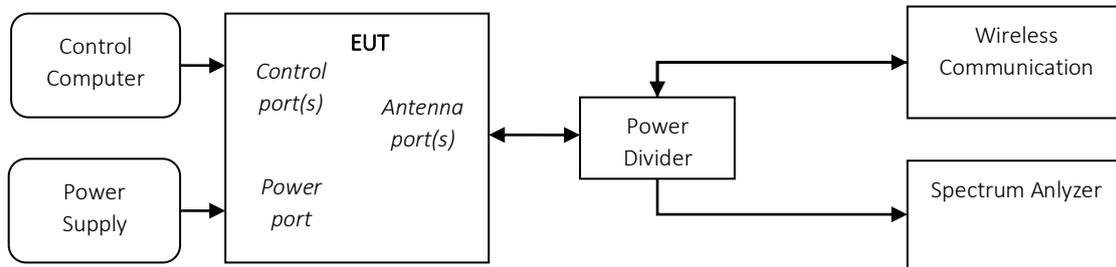 Control
Computer
Power
Supply
EUT
Control
port(s)
Antenna
port(s)
Power
port
Power
Divider
Wireless
Communication
Spectrum Anlyzer